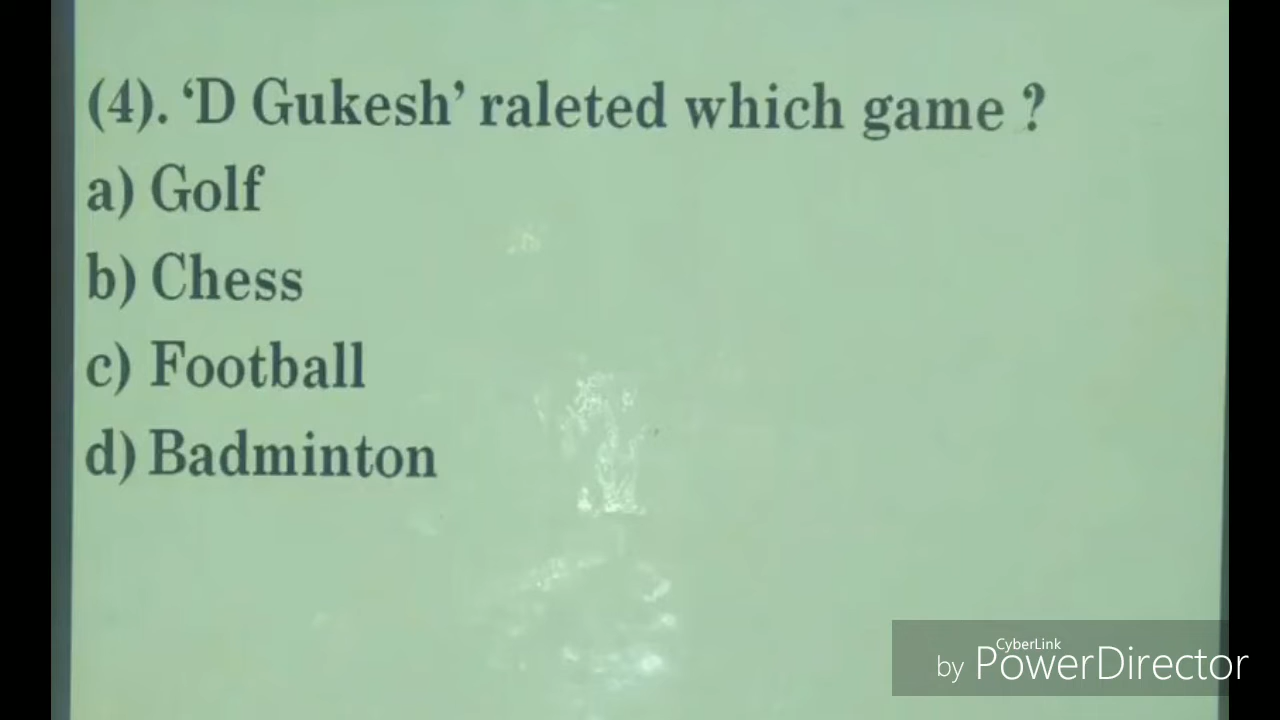 (4). ‘D Gukesh’ raleted which game ?
a) Golf
b) Chess
c) Football
d) Badminton
CyberLink
by PowerDirector